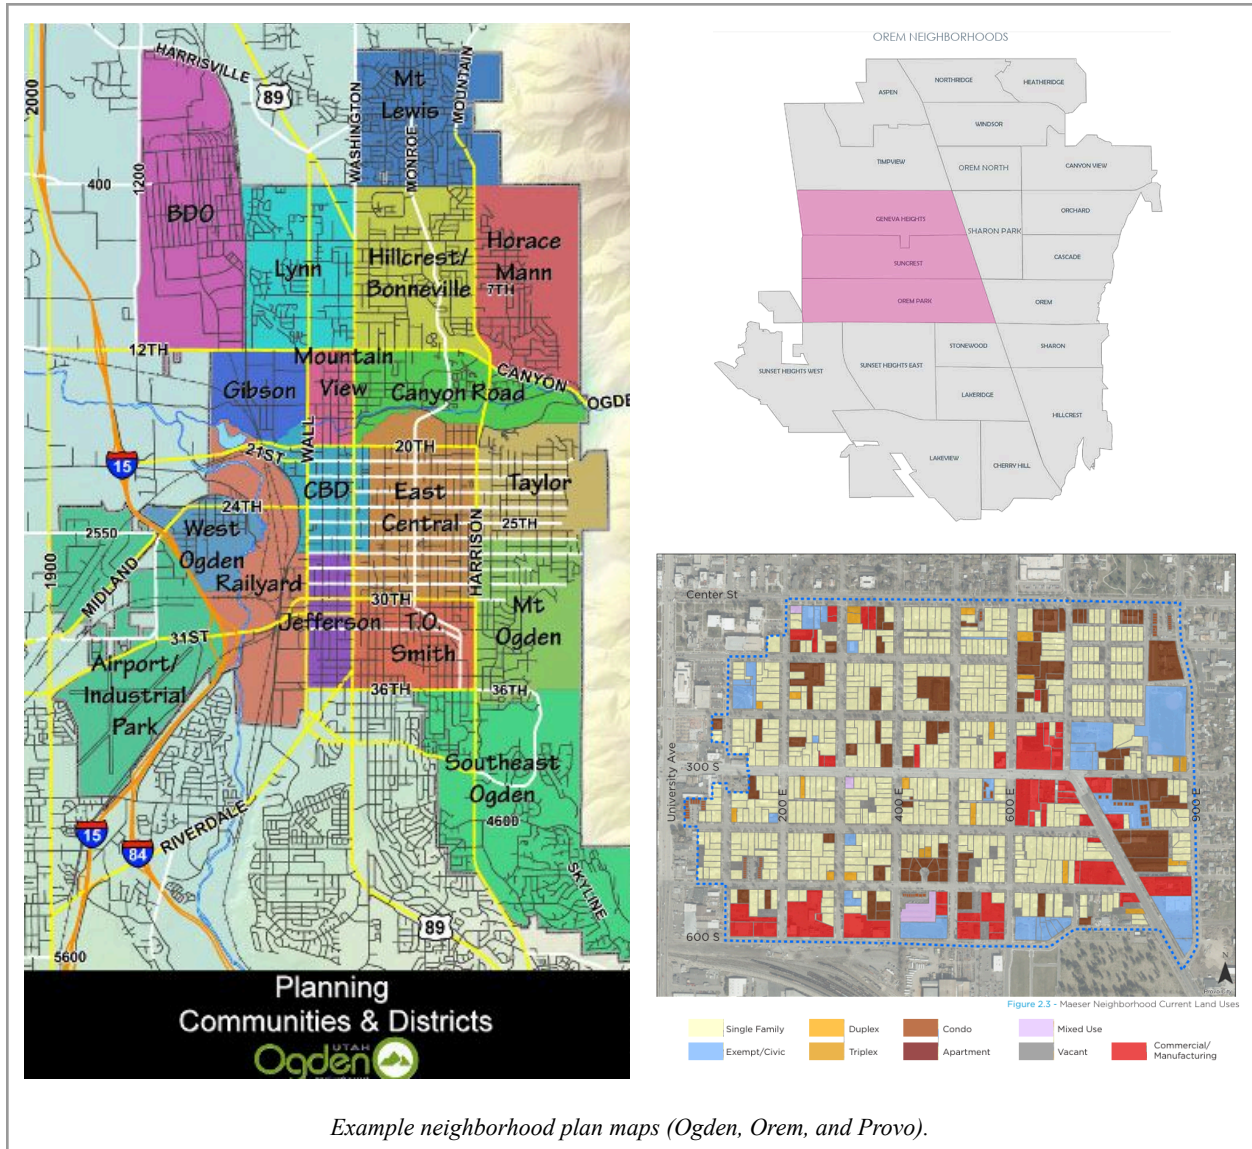 HARRISVILLE
2000
89
WASHINGTON
Mt
Lewis
MOUNTAIN
MONROE
400
1200
BDO
Lynn
Hillcrest/
Bonneville
Horace
Mann
7TH
12TH
Mountain
View
Gibson
Canyon Road
CANYON
OGDE
WALL
21ST
20TH
15
CBD
East
Central
Taylor
24TH
25TH
West
Ogden
HARRISON
2550
1900
MIDLAND
Railyard
30TH
Jefferson
T.O.
Smith
Mt
Ogden
31ST
Airport/
Industrial
Park
36TH
36TH
Southeast
Ogden
4600
15
84
RIVERDALE
SKYLINE
89
5600
Planning
Communities & Districts
UTAH
Ogden
OREM NEIGHBORHOODS
ASPEN
NORTHRIDGE
HEATHERIDGE
WINDSOR
TIMPVIEW
OREM NORTH
CANYON VIEW
GENEVA HEIGHTS
SHARON PARK
ORCHARD
SUNCREST
CASCADE
OREM PARK
OREM
SUNSET HEIGHTS WEST
SUNSET HEIGHTS EAST
STONEWOOD
SHARON
LAKERIDGE
HILLCREST
LAKEVIEW
CHERRY HILL
Center St
University Ave
300 S
200 E
400 E
600 E
900 E
600 S
N
Figure 2.3 - Maeser Neighborhood Current Land Uses
Single Family
Duplex
Condo
Mixed Use
Exempt/Civic
Triplex
Apartment
Vacant
Commercial/
Manufacturing
Example neighborhood plan maps (Ogden, Orem, and Provo).